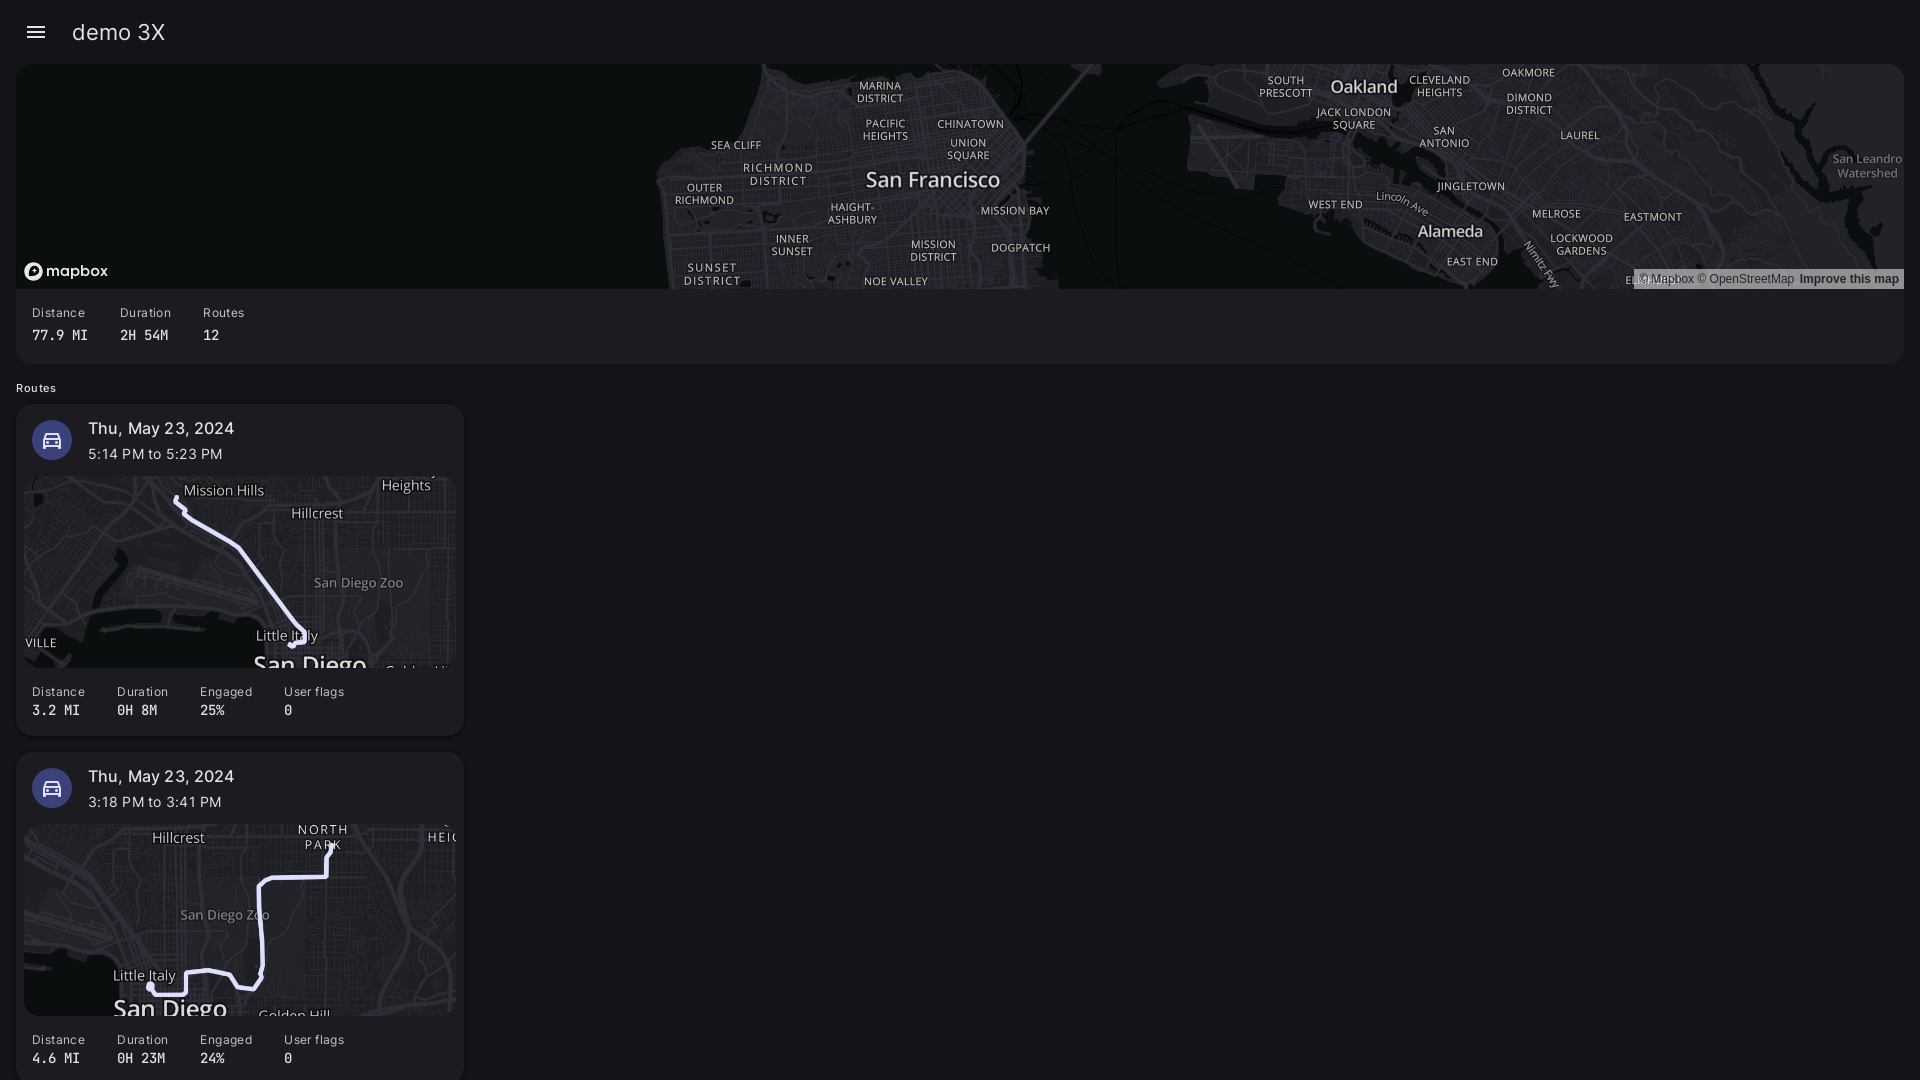 demo 3X
MARINA
DISTRICT
PACIFIC
HEIGHTS
CHINATOWN
UNION
SQUARE
SEA CLIFF
RICHMOND
DISTRICT
San Francisco
OUTER
RICHMOND
HAIGHT-
ASHBURY
MISSION BAY
INNER
SUNSET
MISSION
DISTRICT
DOGPATCH
SUNSET
DISTRICT
NOE VALLEY
SOUTH
PRESCOTT
Oakland
CLEVELAND
HEIGHTS
OAKMORE
DIMOND
DISTRICT
JACK LONDON
SQUARE
SAN
ANTONIO
LAUREL
San Leandro
Watershed
JINGLETOWN
WEST END
Lincoln Ave
MELROSE
EASTMONT
Alameda
LOCKWOOD
GARDENS
EAST END
Nimitz Fwy
mapbox
© Mapbox © OpenStreetMap Improve this map
Distance Duration Routes
77.9 MI 2H 54M 12
Routes
Thu, May 23, 2024
5:14 PM to 5:23 PM
Mission Hills
Heights
Hillcrest
San Diego Zoo
Little Italy
VILLE
San Diego
Distance Duration Engaged User flags
3.2 MI 0H 8M 25% 0
Thu, May 23, 2024
3:18 PM to 3:41 PM
Hillcrest
NORTH
PARK
San Diego Zoo
Little Italy
San Diego
Golden Hill
Distance Duration Engaged User flags
4.6 MI 0H 23M 24% 0